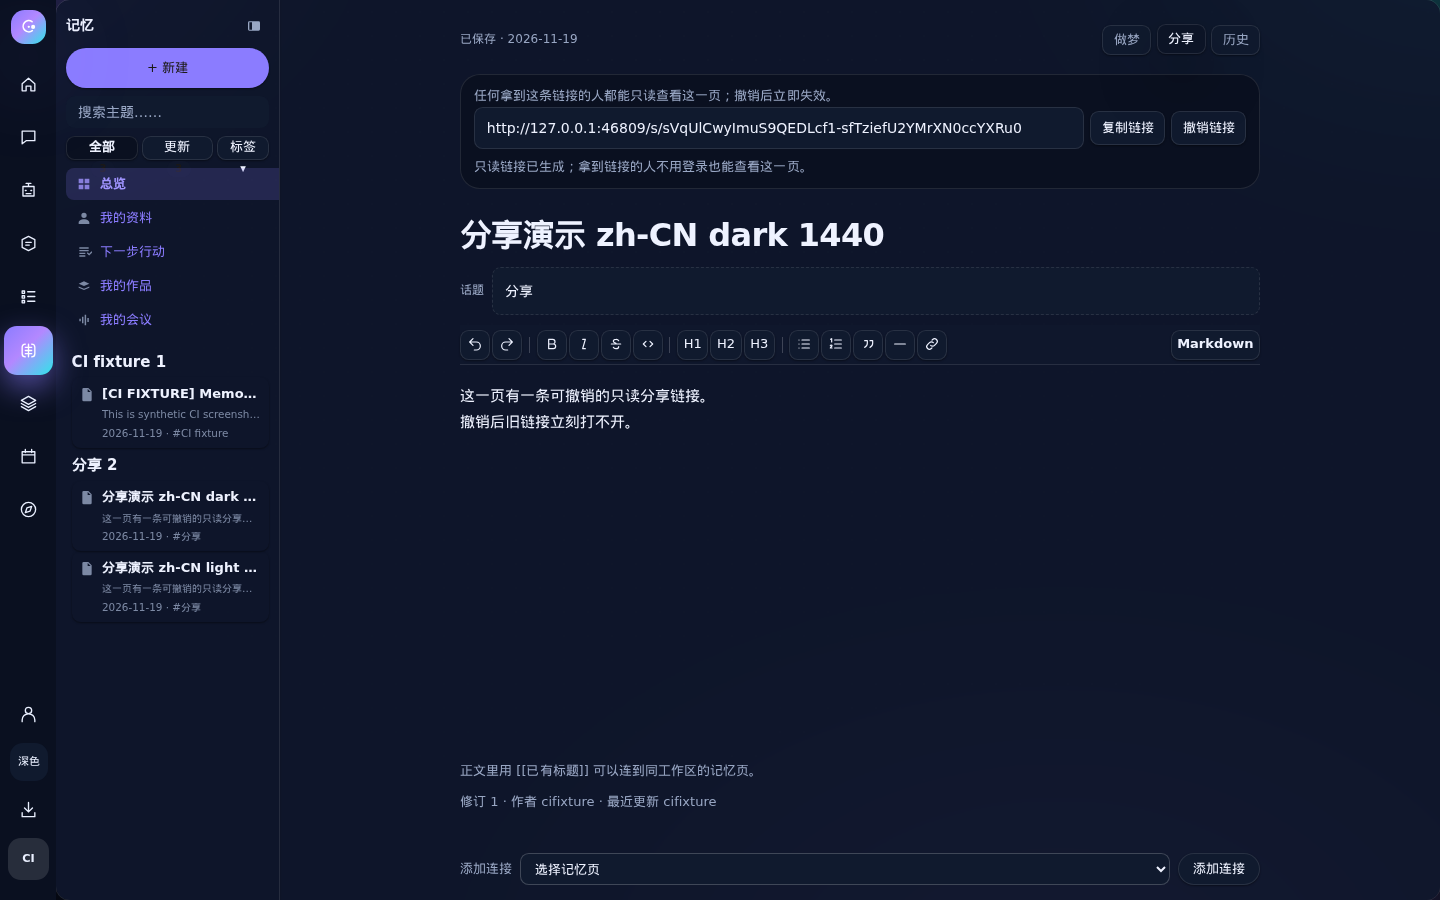 记忆
+ 新建
搜索主题......
全部
更新
标签
▼
总览
我的资料
下一步行动
我的作品
我的会议
CI fixture 1
[CI FIXTURE] Memo...
This is synthetic CI screensh...
2026-11-19 · #CI fixture
分享 2
分享演示 zh-CN dark ...
这一页有一条可撤销的只读分享...
2026-11-19 · #分享
分享演示 zh-CN light ...
这一页有一条可撤销的只读分享...
2026-11-19 · #分享
深色
CI
已保存 · 2026-11-19
做梦
分享
历史
任何拿到这条链接的人都能只读查看这一页；撤销后立即失效。
http://127.0.0.1:46809/s/sVqUlCwyImuS9QEDLcf1-sfTziefU2YMrXN0ccYXRu0
复制链接
撤销链接
只读链接已生成；拿到链接的人不用登录也能查看这一页。
分享演示 zh-CN dark 1440
话题
分享
B I S H1 H2 H3
Markdown
这一页有一条可撤销的只读分享链接。
撤销后旧链接立刻打不开。
正文里用 [[已有标题]] 可以连到同工作区的记忆页。
修订 1 · 作者 cifixture · 最近更新 cifixture
添加连接
选择记忆页
添加连接